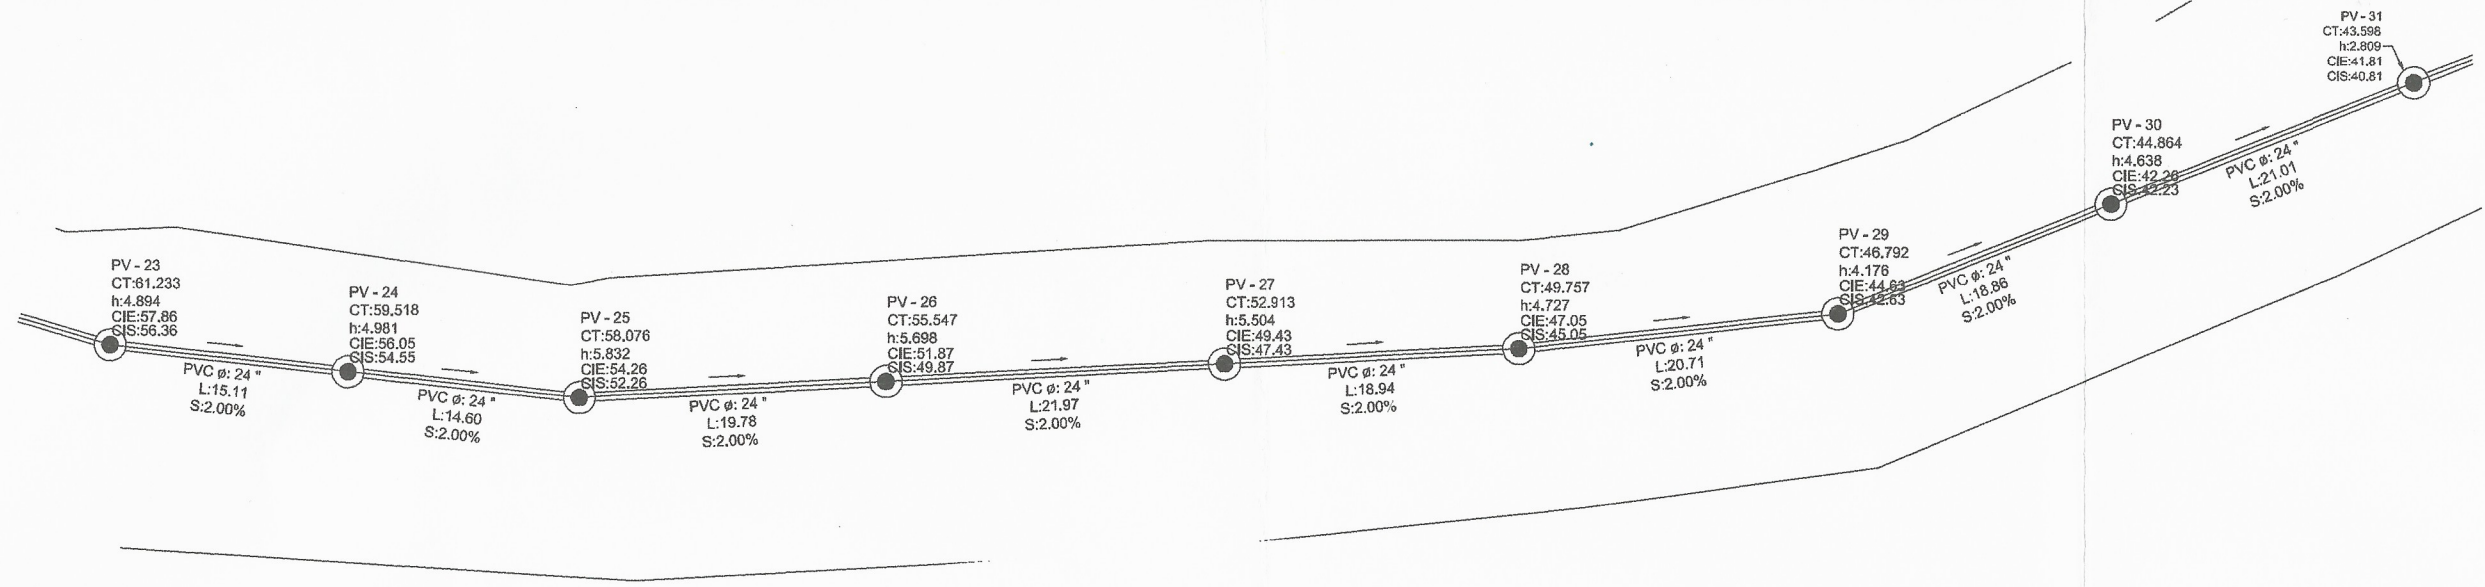 PV - 23
CT:61.233
h:4.894
CIE:57.86
CIS:56.36
PVC ø: 24 "
L:15.11
S:2.00%
PV - 24
CT:59.518
h:4.981
CIE:56.05
CIS:54.55
PVC ø: 24 "
L:14.60
S:2.00%
PV - 25
CT:58.076
h:5.832
CIE:54.26
CIS:52.26
PVC ø: 24 "
L:19.78
S:2.00%
PV - 26
CT:55.547
h:5.698
CIE:51.87
CIS:49.87
PVC ø: 24 "
L:21.97
S:2.00%
PV - 27
CT:52.913
h:5.504
CIE:49.43
CIS:47.43
PVC ø: 24 "
L:18.94
S:2.00%
PV - 28
CT:49.757
h:4.727
CIE:47.05
CIS:45.05
PVC ø: 24 "
L:20.71
S:2.00%
PV - 29
CT:46.792
h:4.176
CIE:44.63
CIS:42.63
PVC ø: 24 "
L:18.86
S:2.00%
PV - 30
CT:44.864
h:4.638
CIE:42.26
CIS:42.23
PVC ø: 24 "
L:21.01
S:2.00%
PV - 31
CT:43.598
h:2.809
CIE:41.81
CIS:40.81